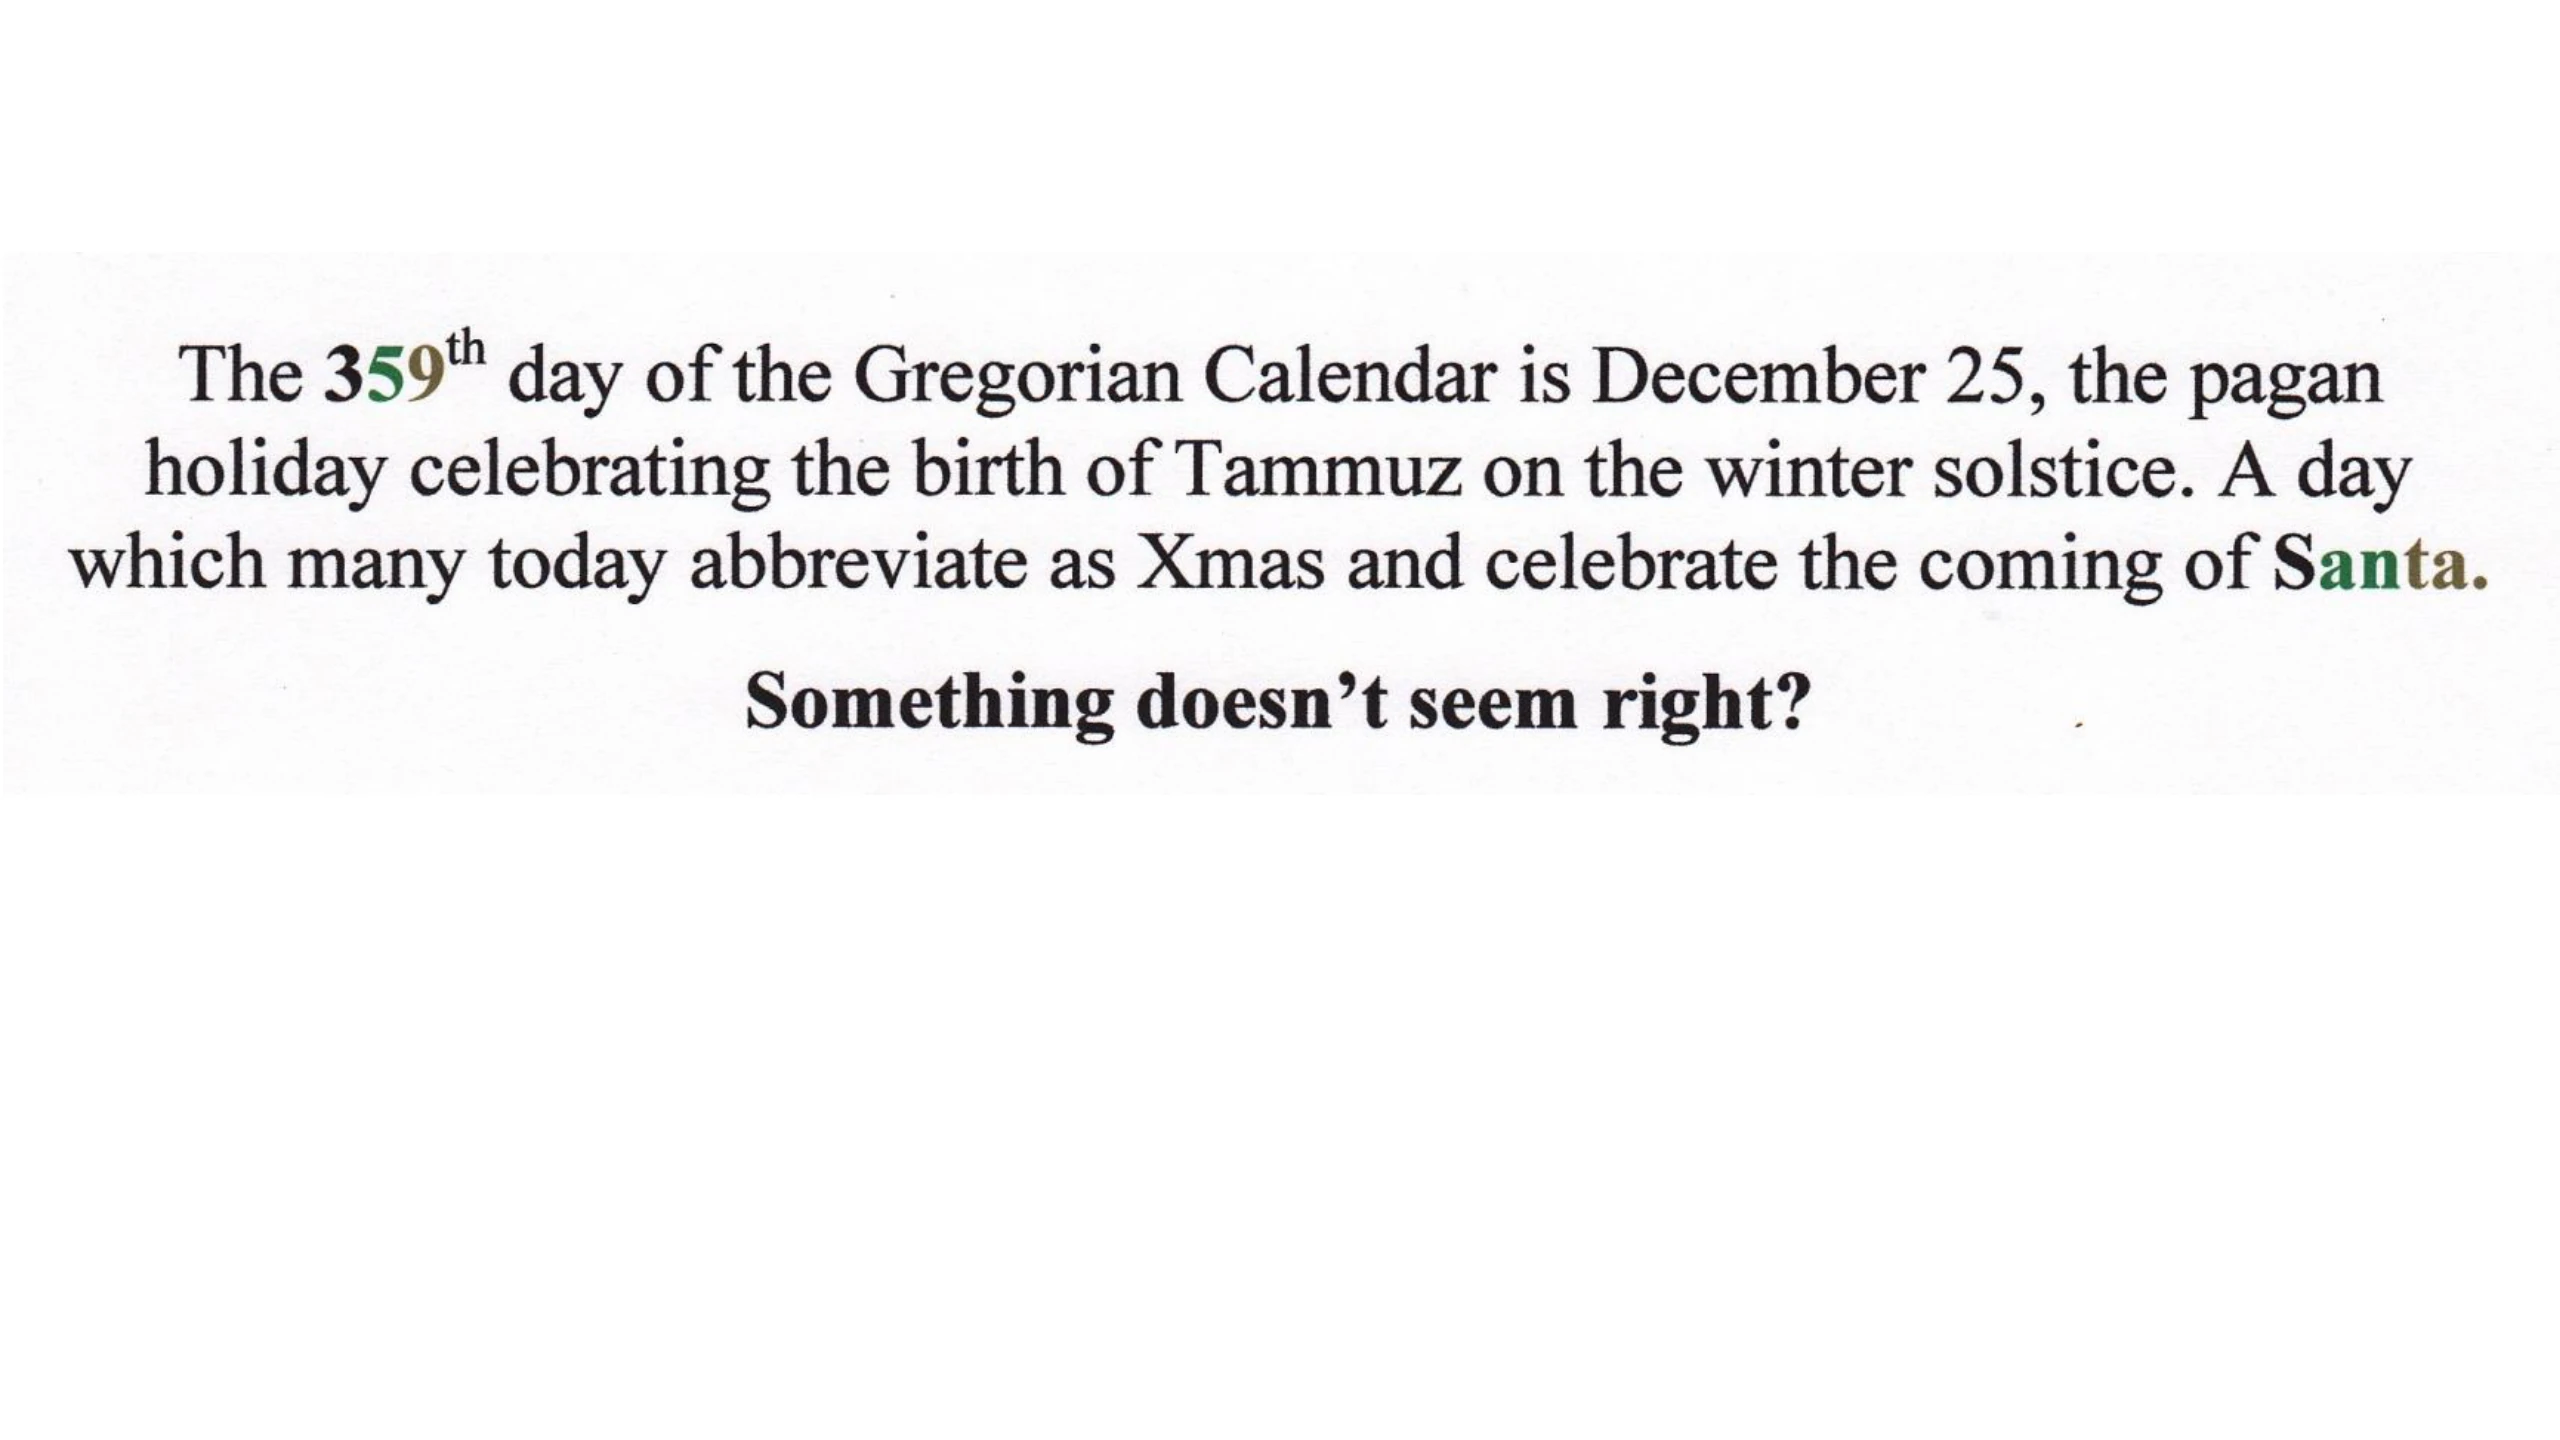 The 359th day of the Gregorian Calendar is December 25, the pagan
holiday celebrating the birth of Tammuz on the winter solstice. A day
which many today abbreviate as Xmas and celebrate the coming of Santa.
Something doesn’t seem right?